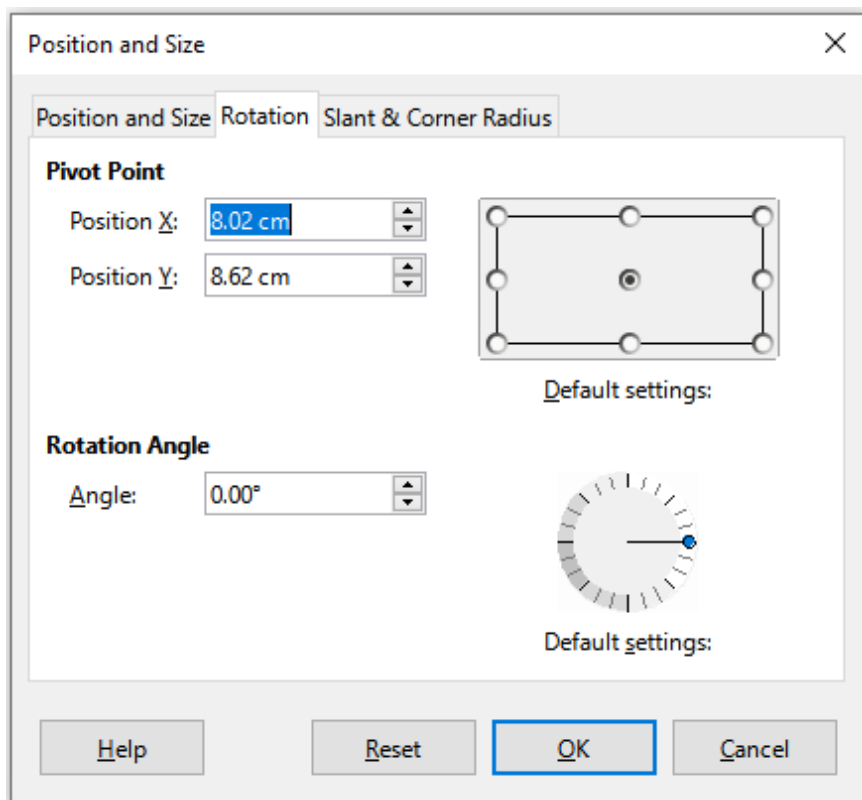 Position and Size
Position and Size Rotation Slant & Corner Radius
Pivot Point
Position X: 8.02 cm
Position Y: 8.62 cm
Default settings:
Rotation Angle
Angle: 0.00°
Default settings:
Help Reset OK Cancel